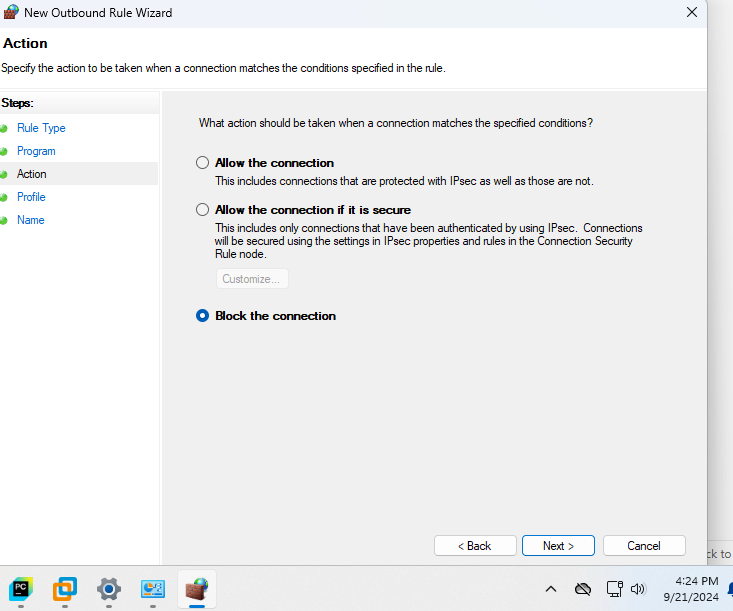 New Outbound Rule Wizard
Action
Specify the action to be taken when a connection matches the conditions specified in the rule.
Steps:
Rule Type
Program
Action
Profile
Name
What action should be taken when a connection matches the specified conditions?
Allow the connection
This includes connections that are protected with IPsec as well as those are not.
Allow the connection if it is secure
This includes only connections that have been authenticated by using IPsec. Connections
will be secured using the settings in IPsec properties and rules in the Connection Security
Rule node.
Customize...
Block the connection
< Back
Next >
Cancel
ck to
PC
4:24 PM
9/21/2024